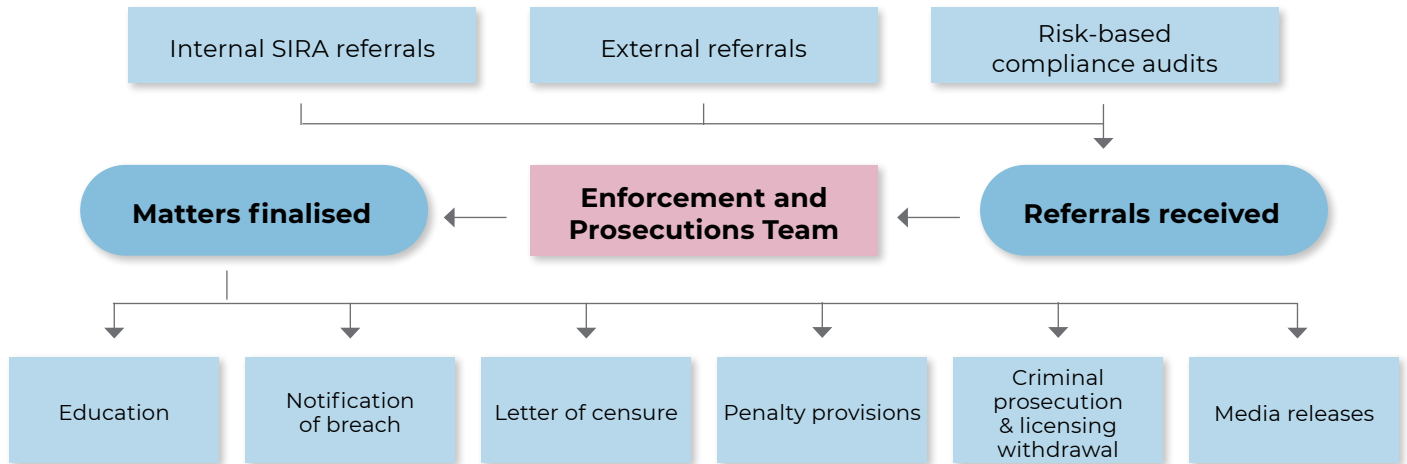 Internal SIRA referrals
External referrals
Risk-based
compliance audits
Matters finalised
Enforcement and
Prosecutions Team
Referrals received
Education
Notification
of breach
Letter of censure
Penalty provisions
Criminal
prosecution
& licensing
withdrawal
Media releases